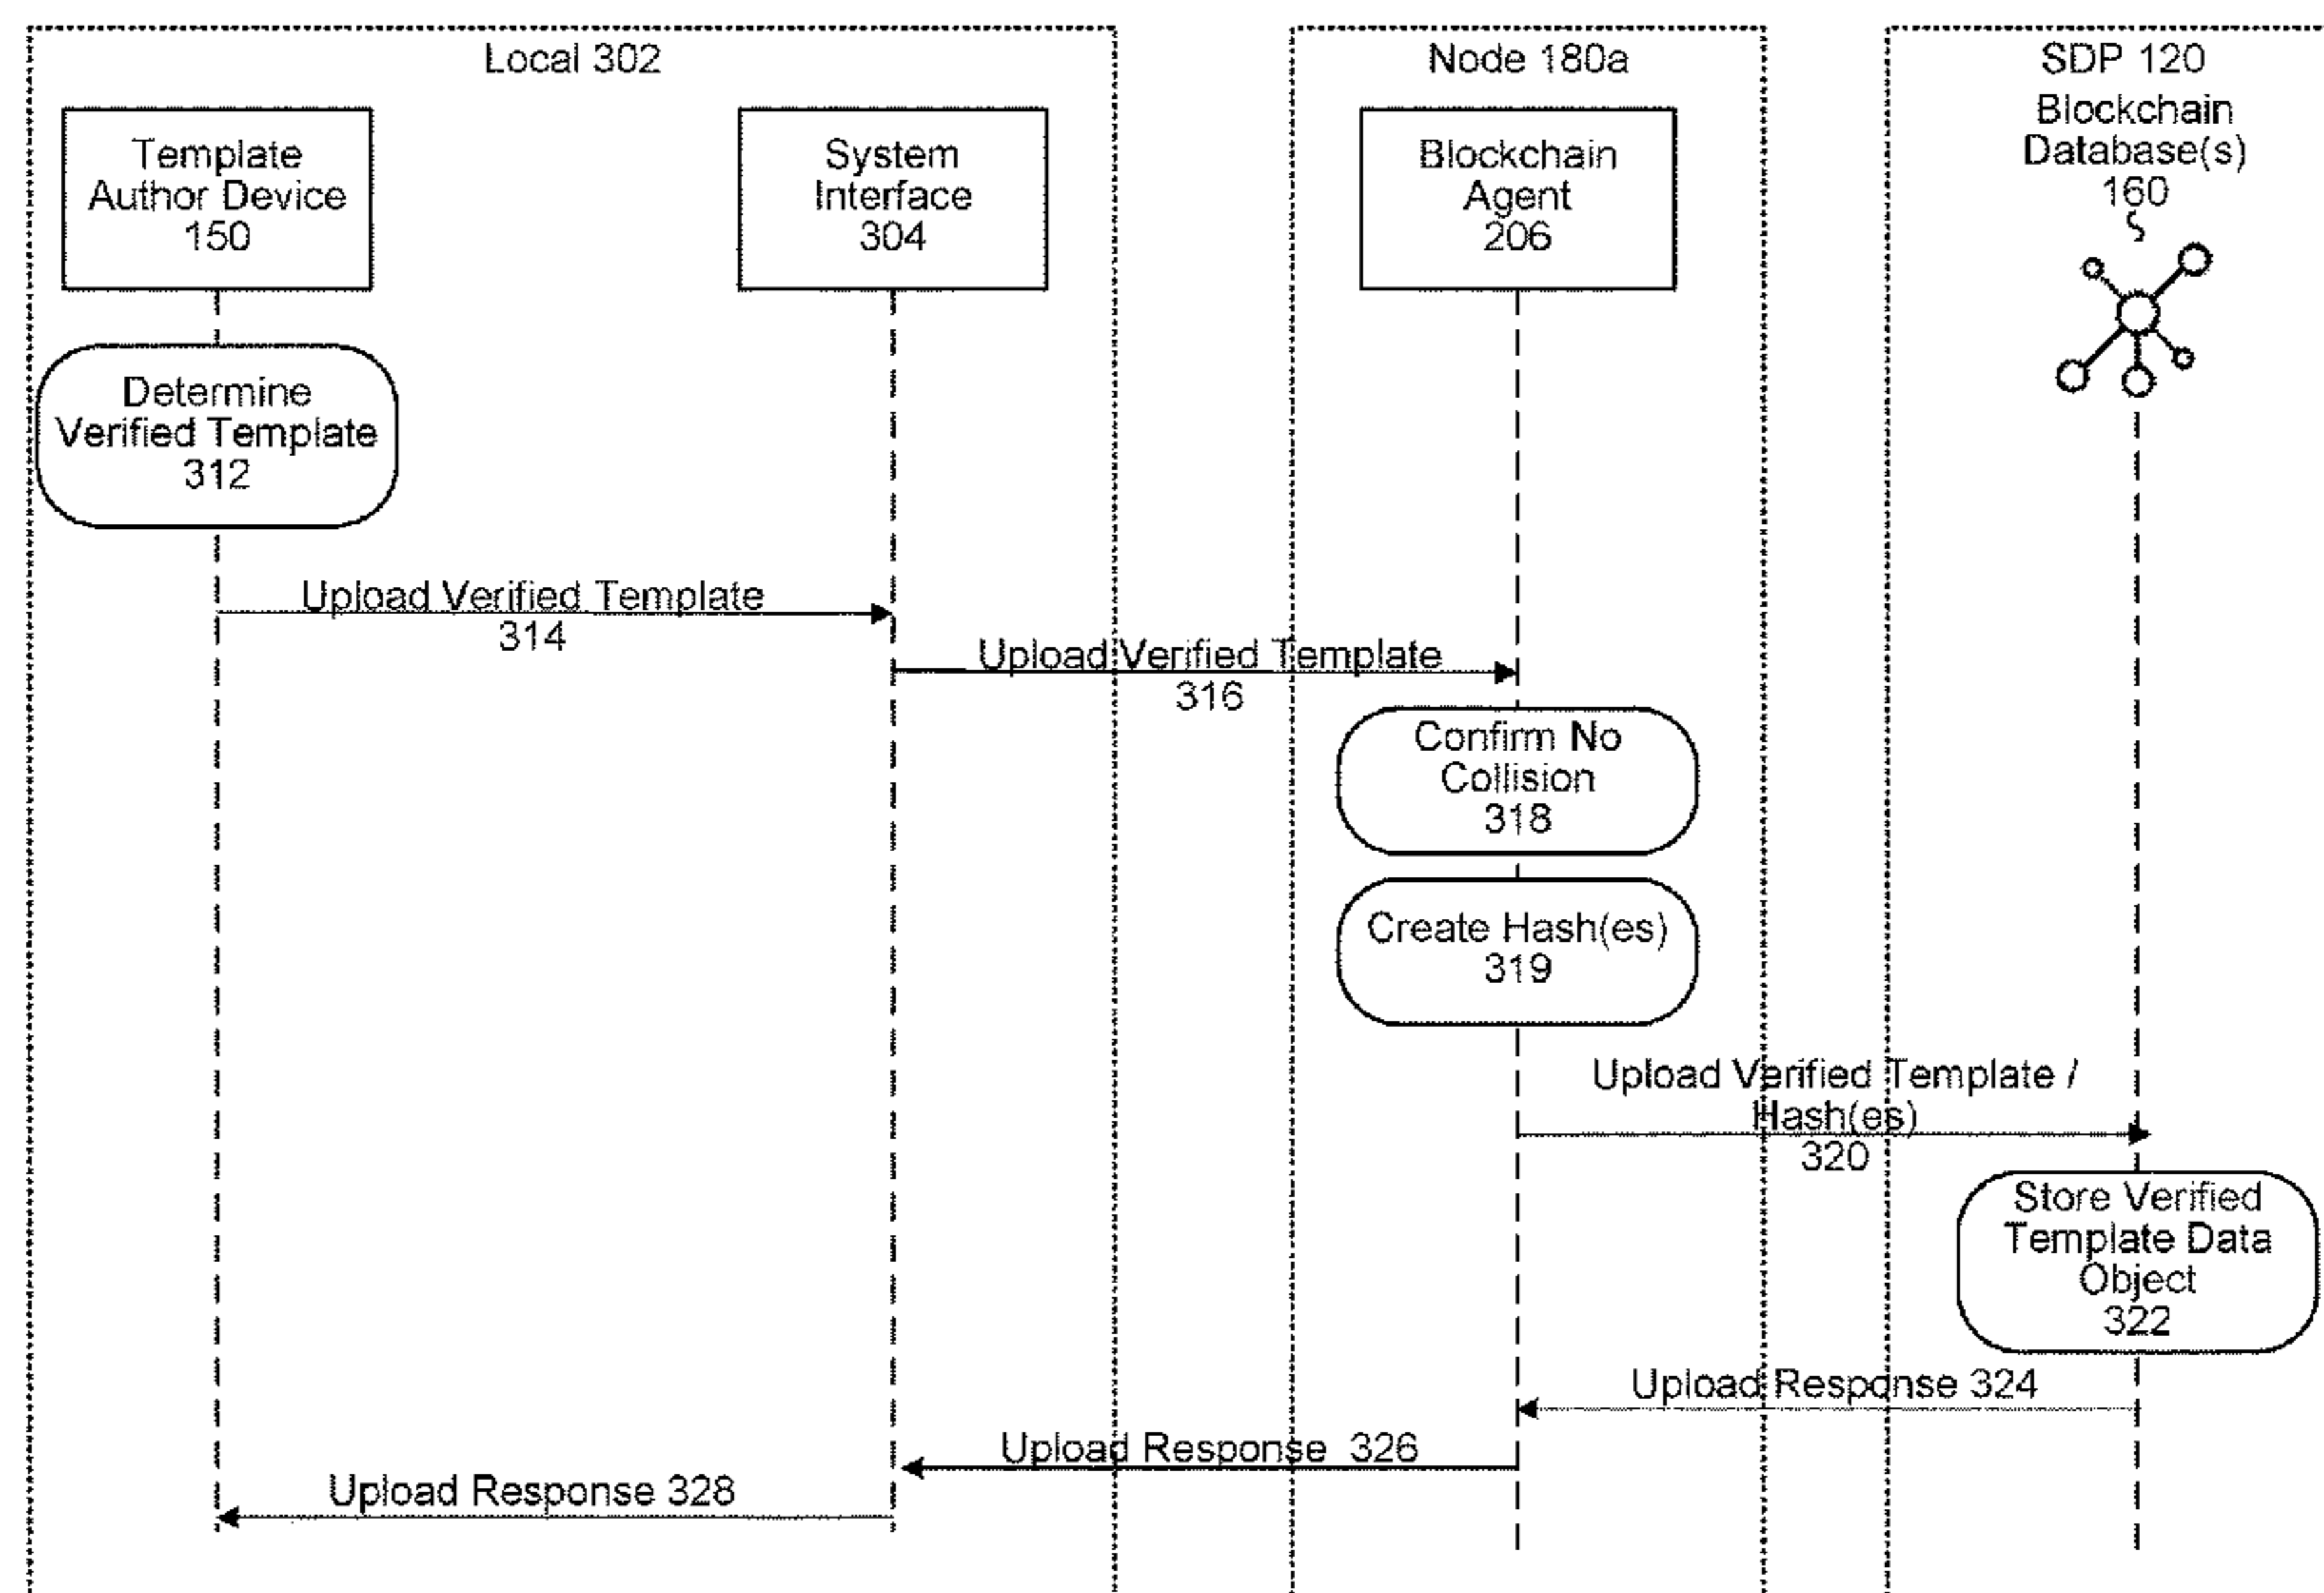 Local 302
Node 180a
SDP 120
Blockchain
Database(s)
160
Template
Author Device
150
System
Interface
304
Blockchain
Agent
206
Determine
Verified Template
312
Upload Verified Template
314
Upload Verified Template
316
Confirm No
Collision
318
Create Hash(es)
319
Upload Verified Template /
Hash(es)
320
Store Verified
Template Data
Object
322
Upload Response 324
Upload Response 326
Upload Response 328